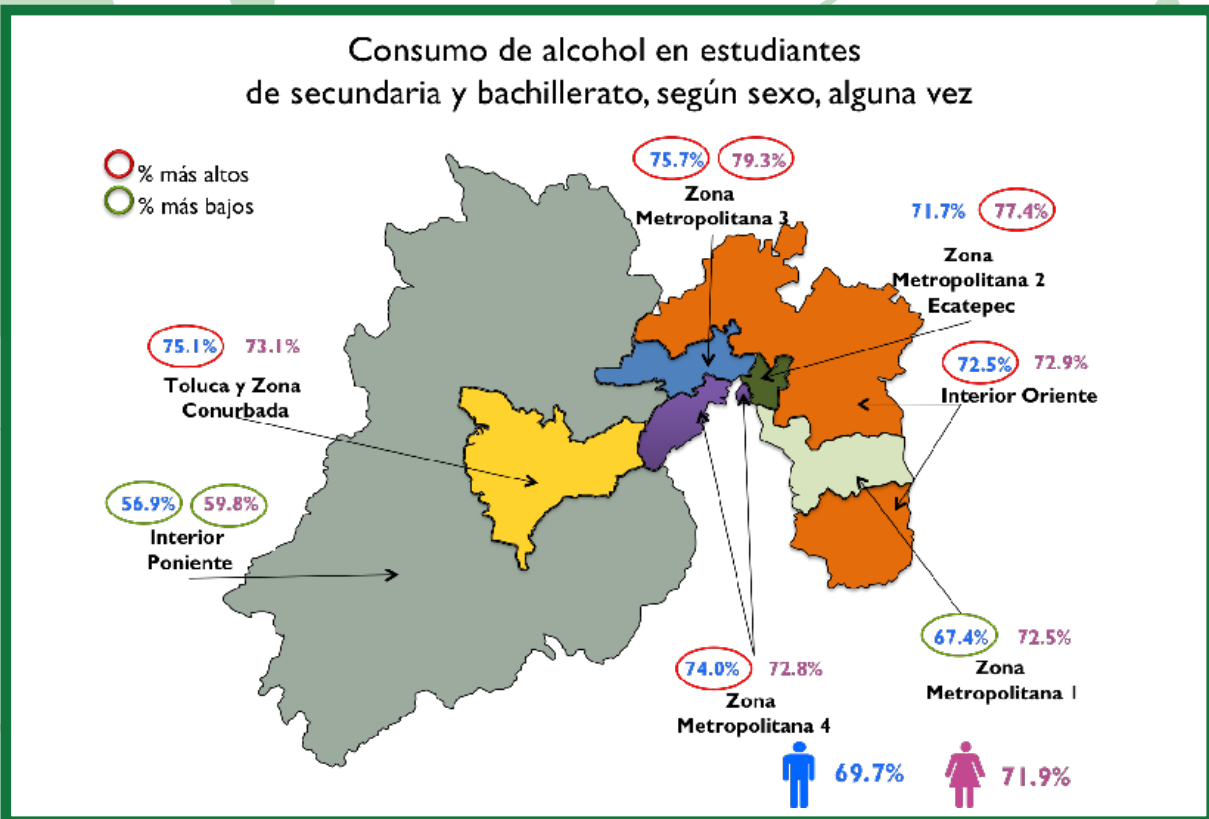 Consumo de alcohol en estudiantes
de secundaria y bachillerato, según sexo, alguna vez
% más altos
% más bajos
75.7% 79.3%
Zona
Metropolitana 3
71.7% 77.4%
Zona
Metropolitana 2
Ecatepec
75.1% 73.1%
Toluca y Zona
Conurbada
72.5% 72.9%
Interior Oriente
56.9% 59.8%
Interior
Poniente
67.4% 72.5%
Zona
Metropolitana 1
74.0% 72.8%
Zona
Metropolitana 4
69.7% 71.9%